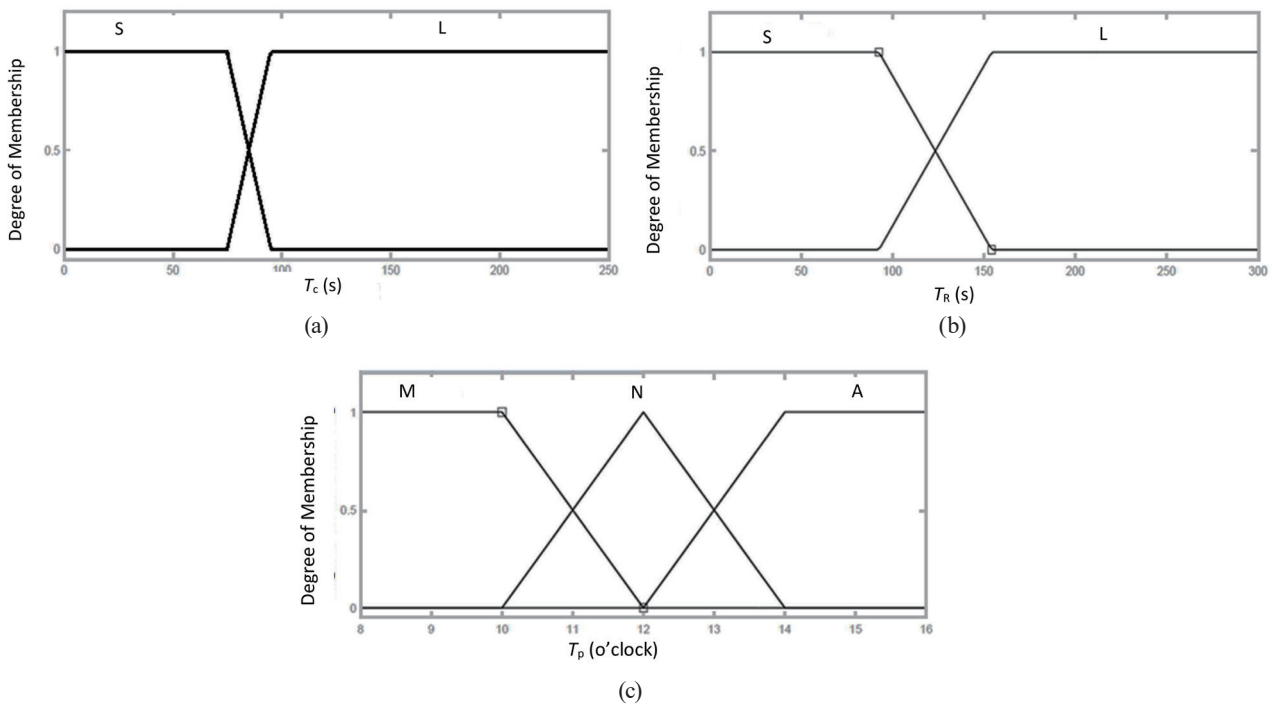 S L
Degree of Membership
1
0.5
0
0 50 100 150 200 250
Tc (s)
(a)
S L
Degree of Membership
1
0.5
0
0 50 100 150 200 250 300
TR (s)
(b)
M N A
Degree of Membership
1
0.5
0
8 9 10 11 12 13 14 15 16
Tp (o’clock)
(c)